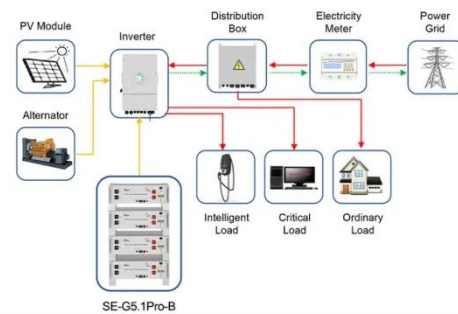 PV Module
Inverter
Distribution
Box
Electricity
Meter
Power
Grid
Alternator
Intelligent
Load
Critical
Load
Ordinary
Load
SE-G5.1Pro-B